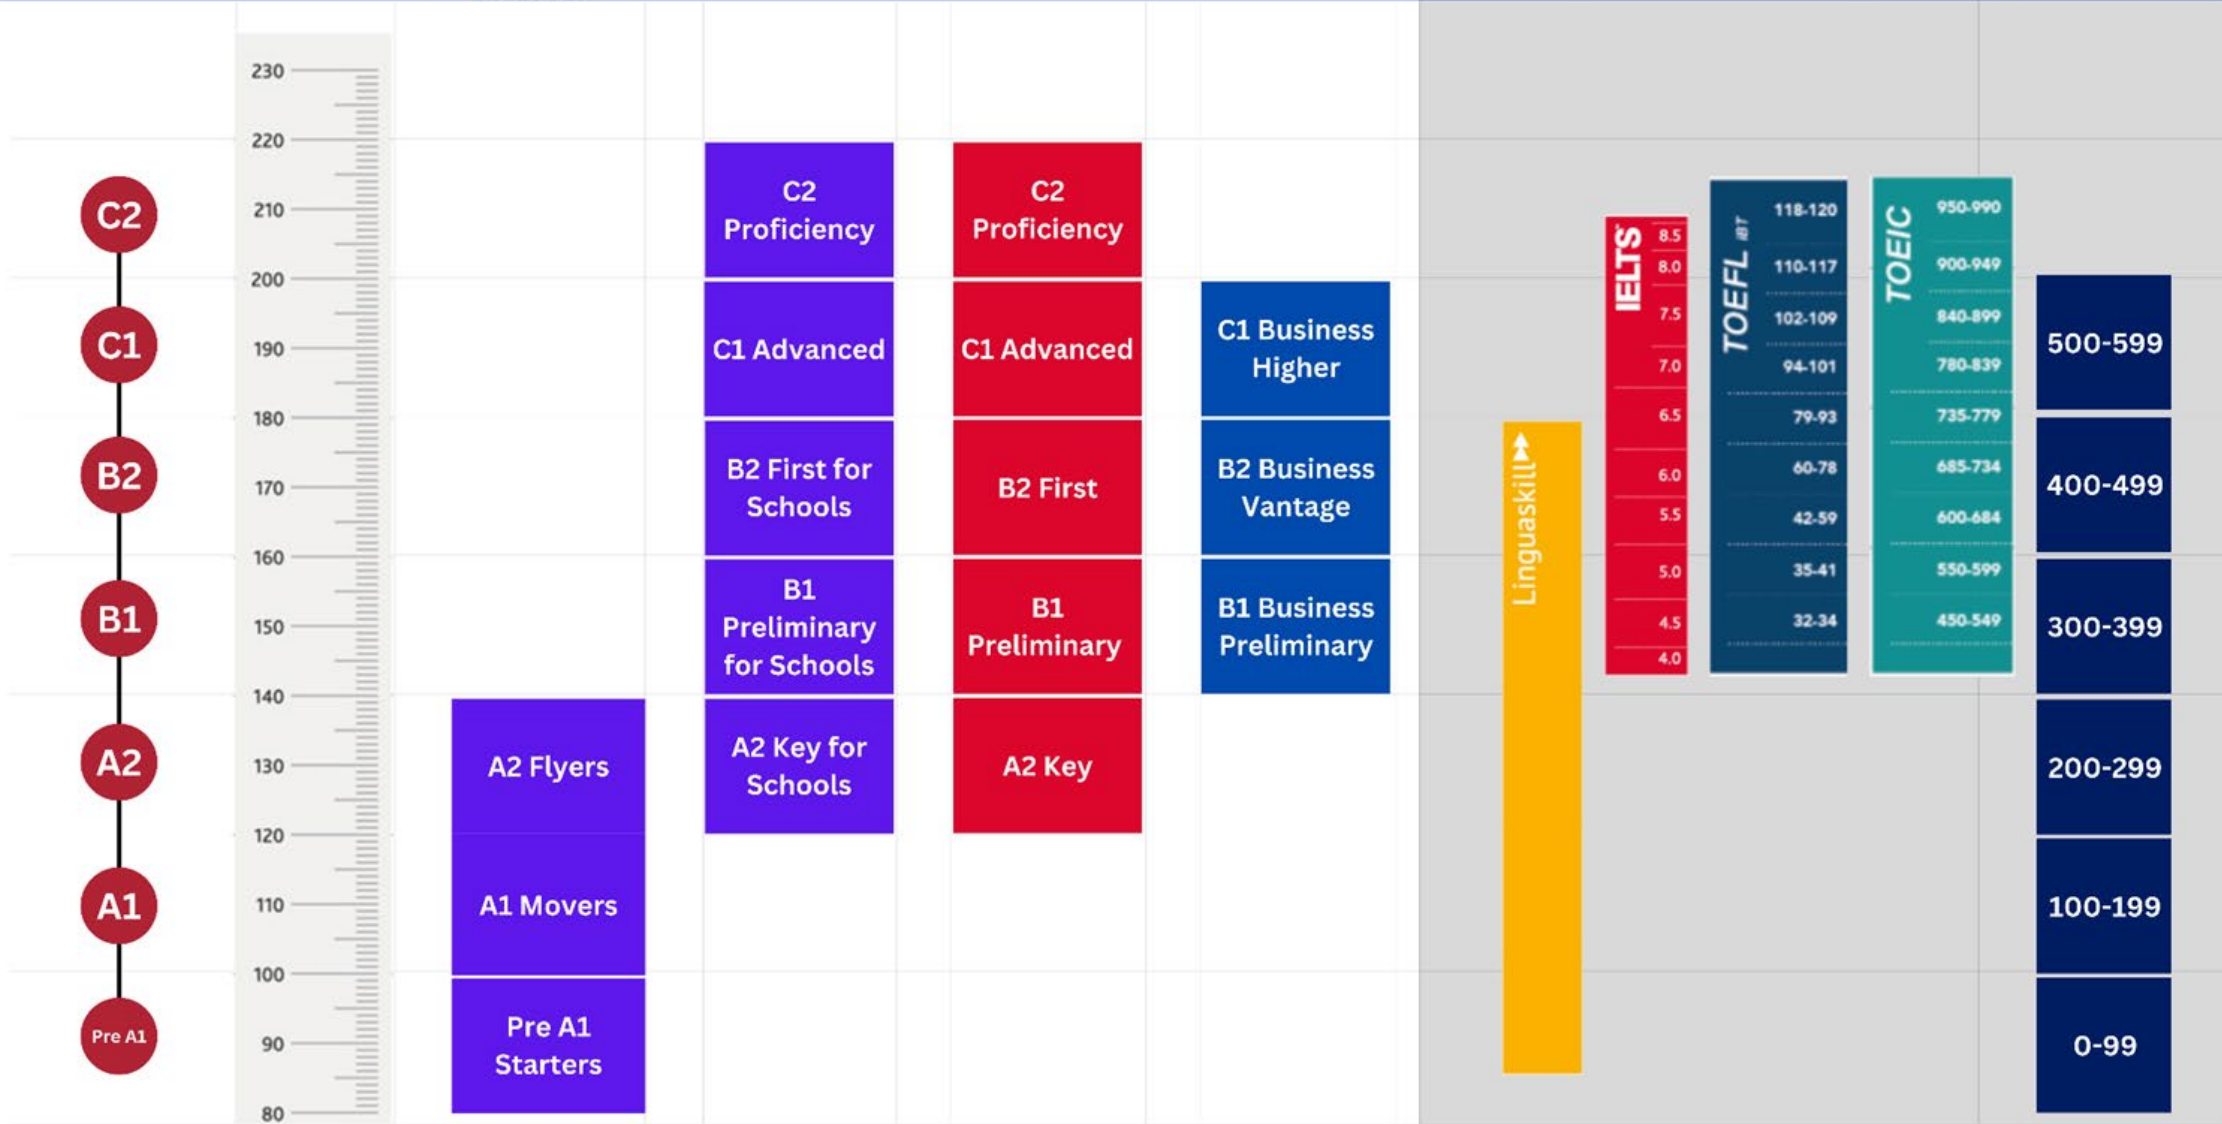 C2
C1
B2
B1
A2
A1
Pre A1
230
220
210
200
190
180
170
160
150
140
130
120
110
100
90
80
A2 Flyers
A1 Movers
Pre A1
Starters
C2
Proficiency
C1 Advanced
B2 First for
Schools
B1
Preliminary
for Schools
A2 Key for
Schools
C2
Proficiency
C1 Advanced
B2 First
B1
Preliminary
A2 Key
C1 Business
Higher
B2 Business
Vantage
B1 Business
Preliminary
Linguaskill
IELTS
8.5
8.0
7.5
7.0
6.5
6.0
5.5
5.0
4.5
4.0
TOEFL iBT
118-120
110-117
102-109
94-101
79-93
60-78
42-59
35-41
32-34
TOEIC
950-990
900-949
840-899
780-839
735-779
685-734
600-684
550-599
450-549
500-599
400-499
300-399
200-299
100-199
0-99